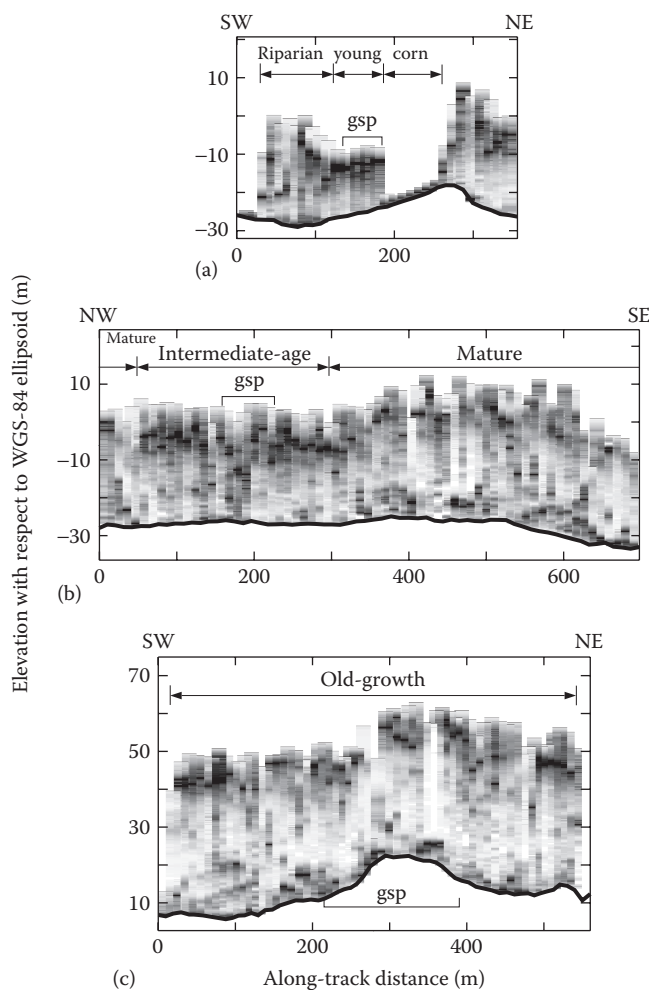 SW NE
Riparian young corn
gsp
10
−10
−30
0 200
(a)
Elevation with respect to WGS-84 ellipsoid (m)
NW SE
Mature
Intermediate-age Mature
gsp
10
−10
−30
0 200 400 600
(b)
SW NE
70
Old-growth
50
30
10
gsp
0 200 400
(c) Along-track distance (m)